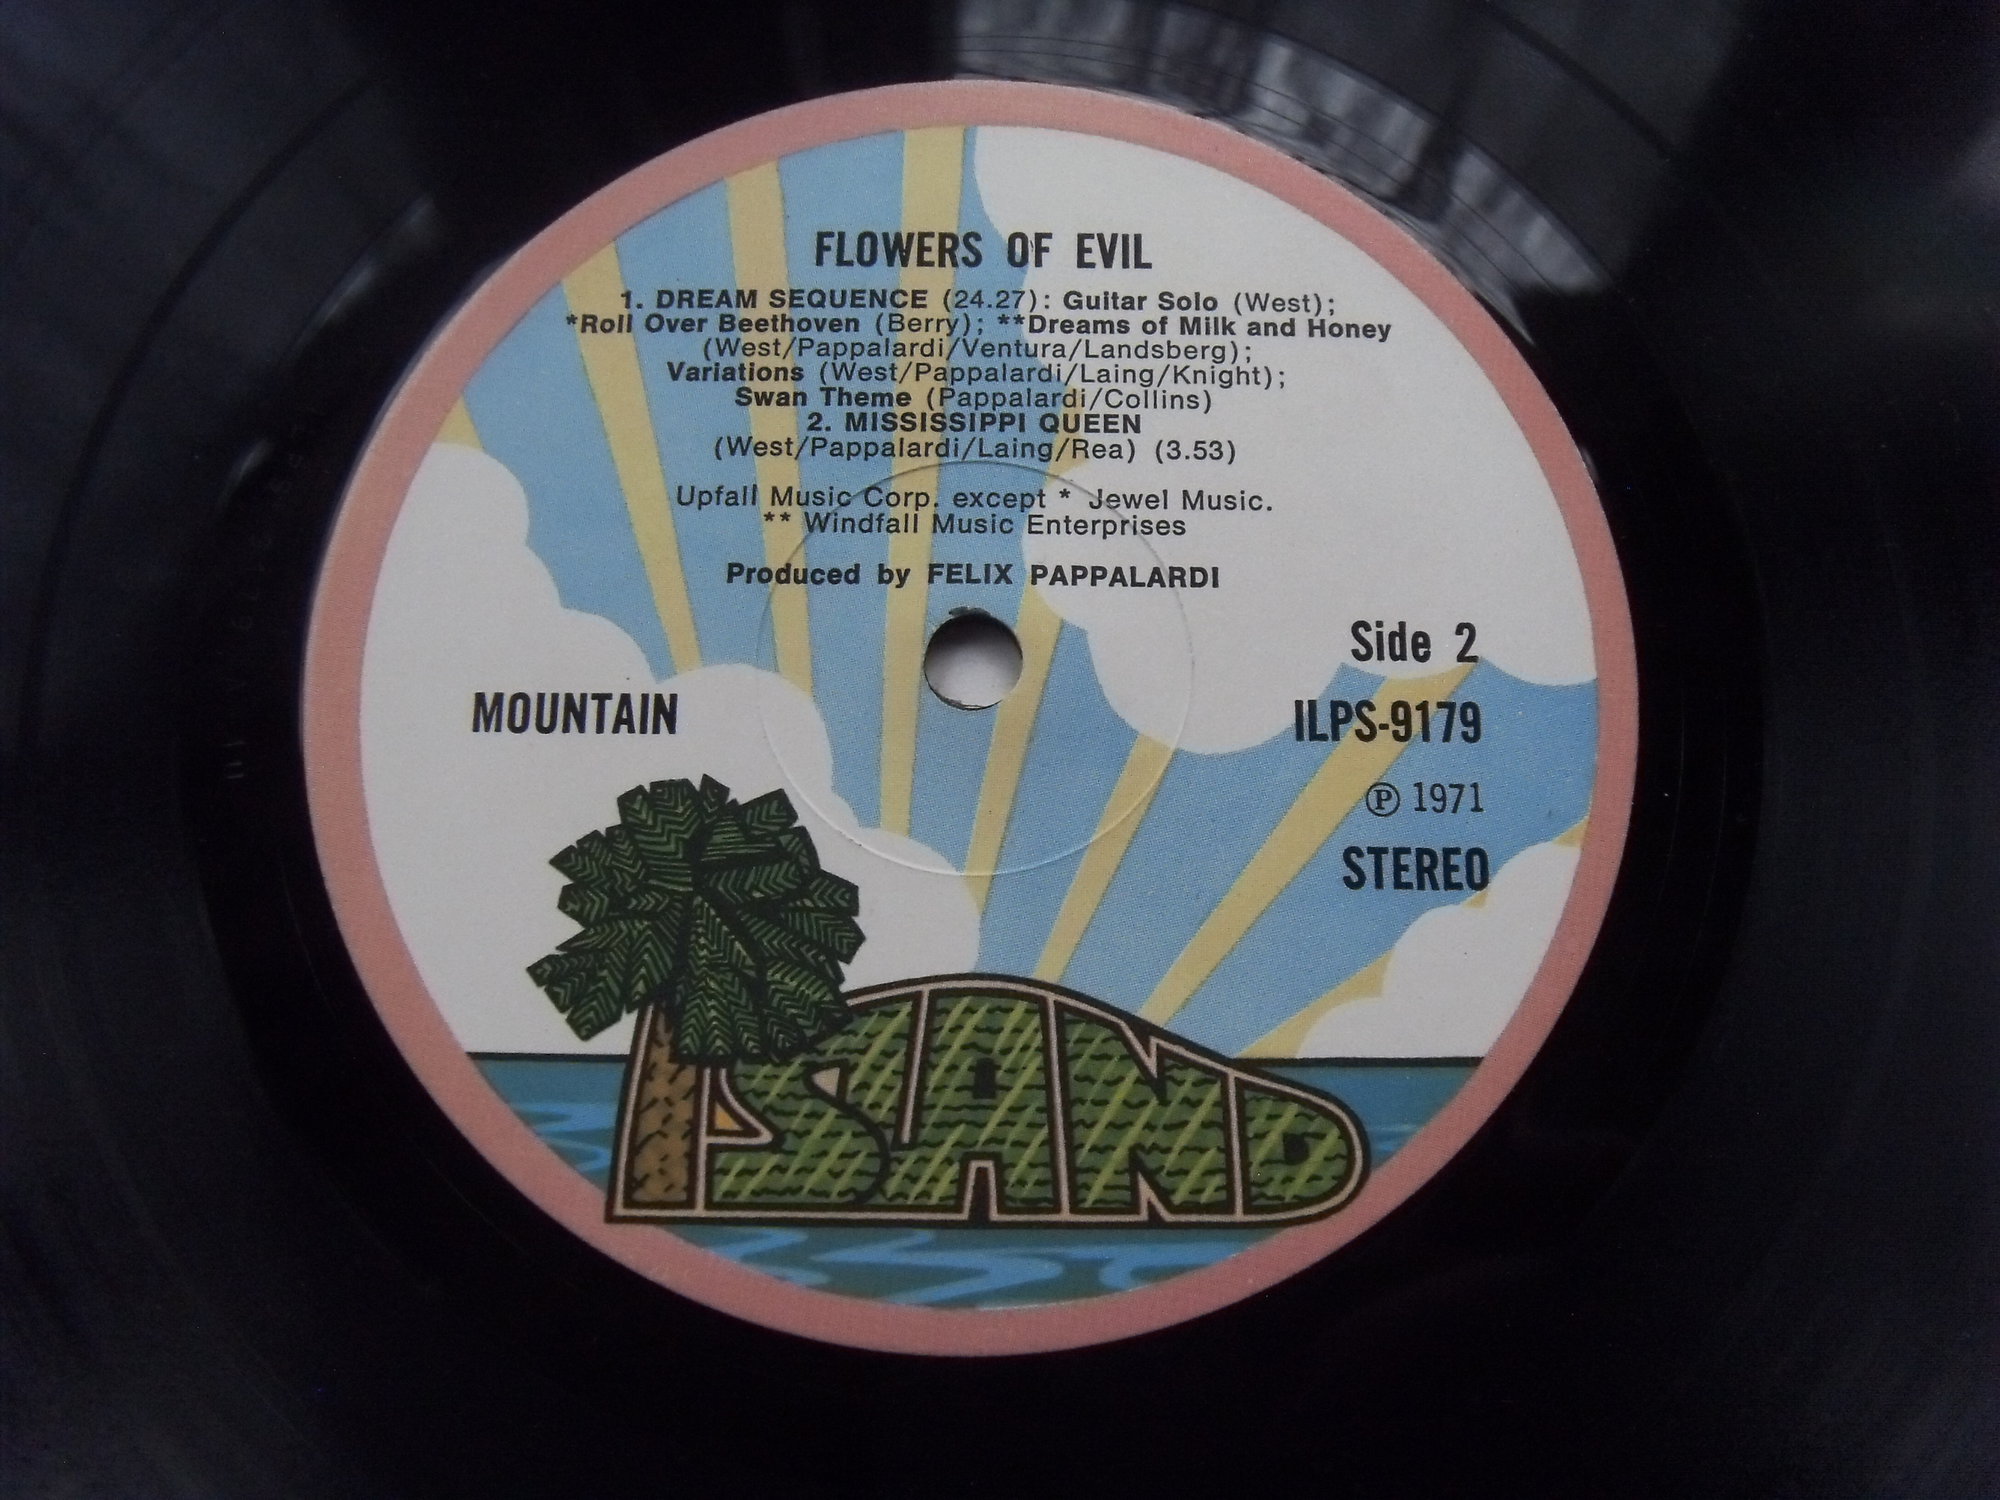 FLOWERS OF EVIL
1. DREAM SEQUENCE (24.27): Guitar Solo (West);
*Roll Over Beethoven (Berry); **Dreams of Milk and Honey
(West/Pappalardi/Ventura/Landsberg);
Variations (West/Pappalardi/Laing/Knight);
Swan Theme (Pappalardi/Collins)
2. MISSISSIPPI QUEEN
(West/Pappalardi/Laing/Rea) (3.53)
Upfall Music Corp. except * Jewel Music.
** Windfall Music Enterprises
Produced by FELIX PAPPALARDI
Side 2
MOUNTAIN
ILPS-9179
Ⓟ 1971
STEREO
ISLAND